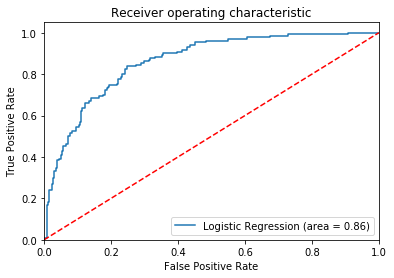 Receiver operating characteristic
True Positive Rate
1.0
0.8
0.6
0.4
0.2
0.0
Logistic Regression (area = 0.86)
0.0 0.2 0.4 0.6 0.8 1.0
False Positive Rate